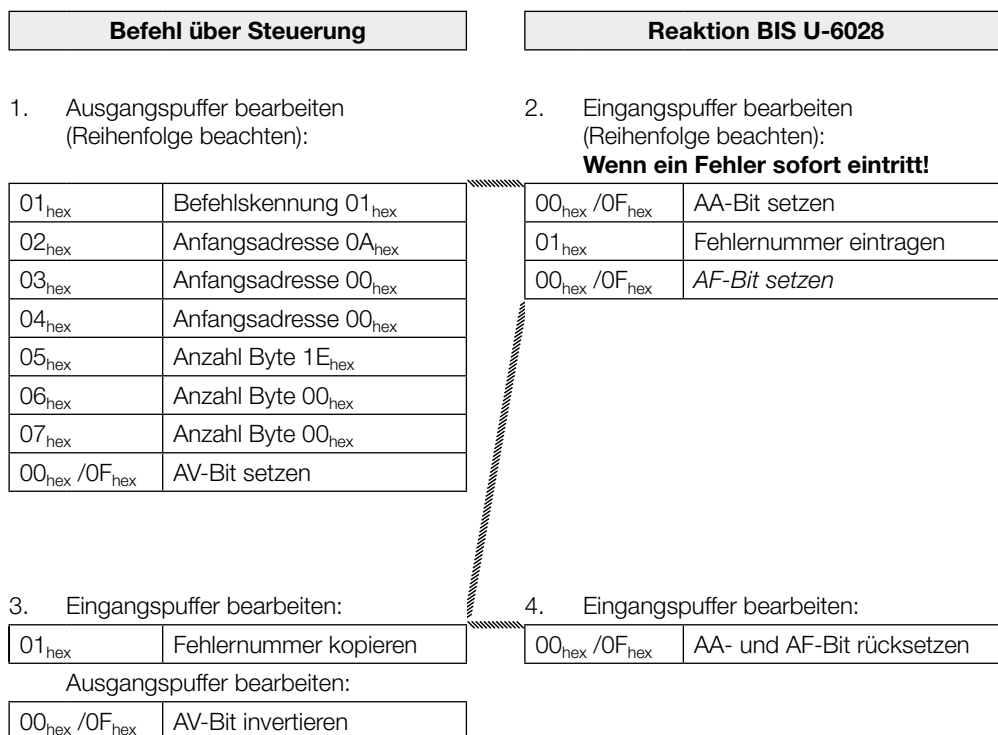 Befehl über Steuerung
Reaktion BIS U-6028
1. Ausgangspuffer bearbeiten
(Reihenfolge beachten):
2. Eingangspuffer bearbeiten
(Reihenfolge beachten):
Wenn ein Fehler sofort eintritt!
01hex Befehlskennung 01hex
02hex Anfangsadresse 0Ahex
03hex Anfangsadresse 00hex
04hex Anfangsadresse 00hex
05hex Anzahl Byte 1Ehex
06hex Anzahl Byte 00hex
07hex Anzahl Byte 00hex
00hex /0Fhex AV-Bit setzen
00hex /0Fhex AA-Bit setzen
01hex Fehlernummer eintragen
00hex /0Fhex AF-Bit setzen
3. Eingangspuffer bearbeiten:
01hex Fehlernummer kopieren
Ausgangspuffer bearbeiten:
00hex /0Fhex AV-Bit invertieren
4. Eingangspuffer bearbeiten:
00hex /0Fhex AA- und AF-Bit rücksetzen